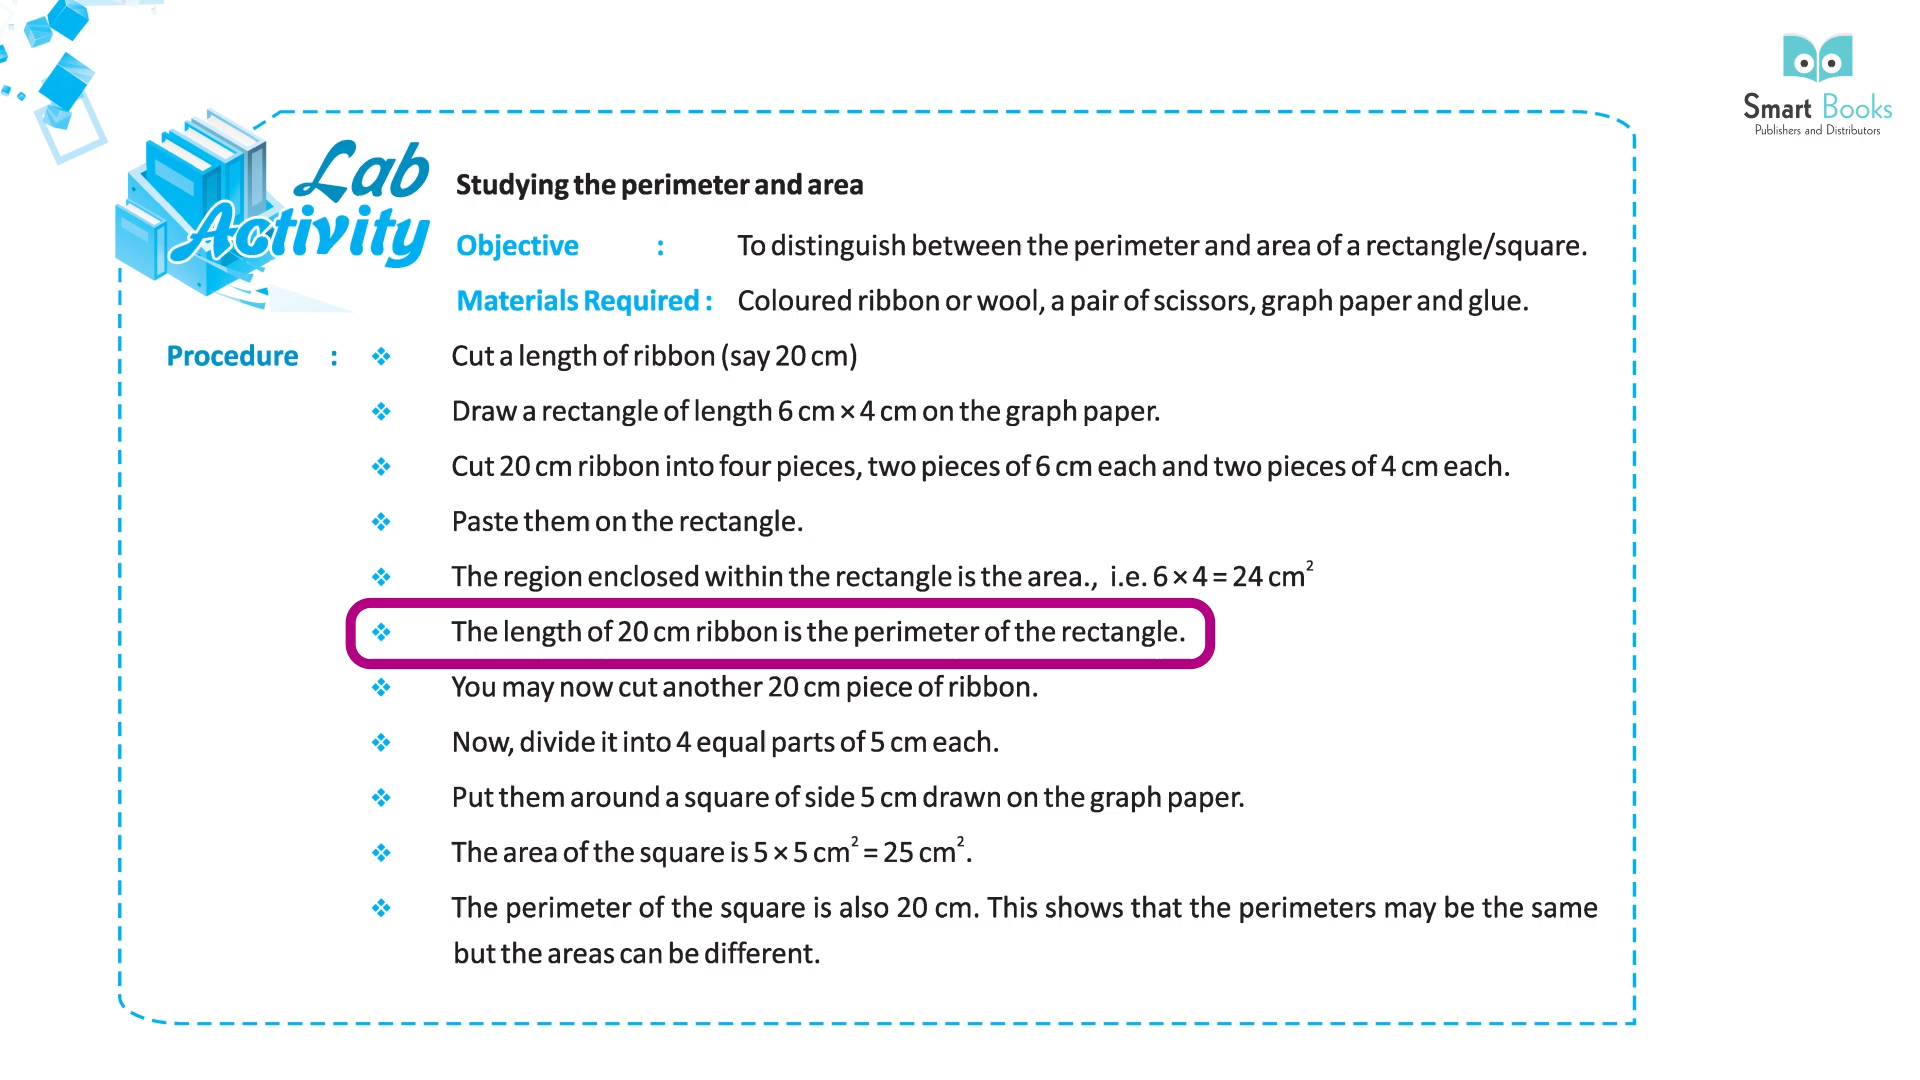 Smart Books
Publishers and Distributors
Lab
Activity
Studying the perimeter and area
Objective : To distinguish between the perimeter and area of a rectangle/square.
Materials Required : Coloured ribbon or wool, a pair of scissors, graph paper and glue.
Procedure : ❖ Cut a length of ribbon (say 20 cm)
❖ Draw a rectangle of length 6 cm × 4 cm on the graph paper.
❖ Cut 20 cm ribbon into four pieces, two pieces of 6 cm each and two pieces of 4 cm each.
❖ Paste them on the rectangle.
❖ The region enclosed within the rectangle is the area., i.e. 6 × 4 = 24 cm²
❖ The length of 20 cm ribbon is the perimeter of the rectangle.
❖ You may now cut another 20 cm piece of ribbon.
❖ Now, divide it into 4 equal parts of 5 cm each.
❖ Put them around a square of side 5 cm drawn on the graph paper.
❖ The area of the square is 5 × 5 cm² = 25 cm².
❖ The perimeter of the square is also 20 cm. This shows that the perimeters may be the same
but the areas can be different.